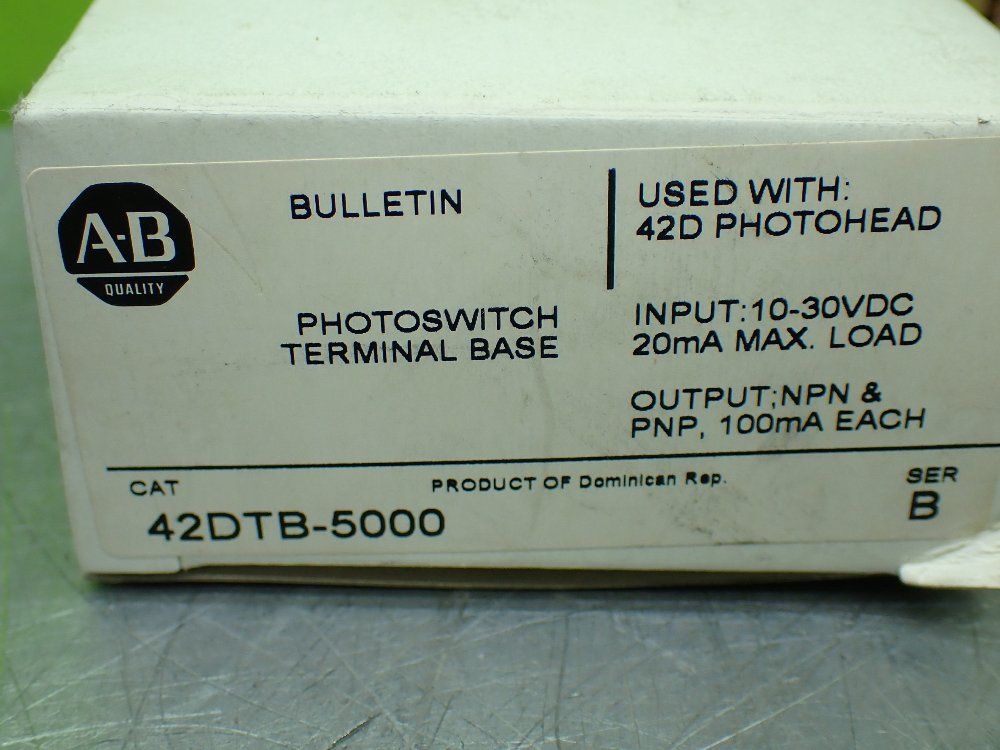 A-B
QUALITY
BULLETIN
PHOTOSWITCH
TERMINAL BASE
USED WITH:
42D PHOTOHEAD
INPUT:10-30VDC
20mA MAX. LOAD
OUTPUT;NPN &
PNP, 100mA EACH
CAT
42DTB-5000
PRODUCT OF Dominican Rep.
SER
B